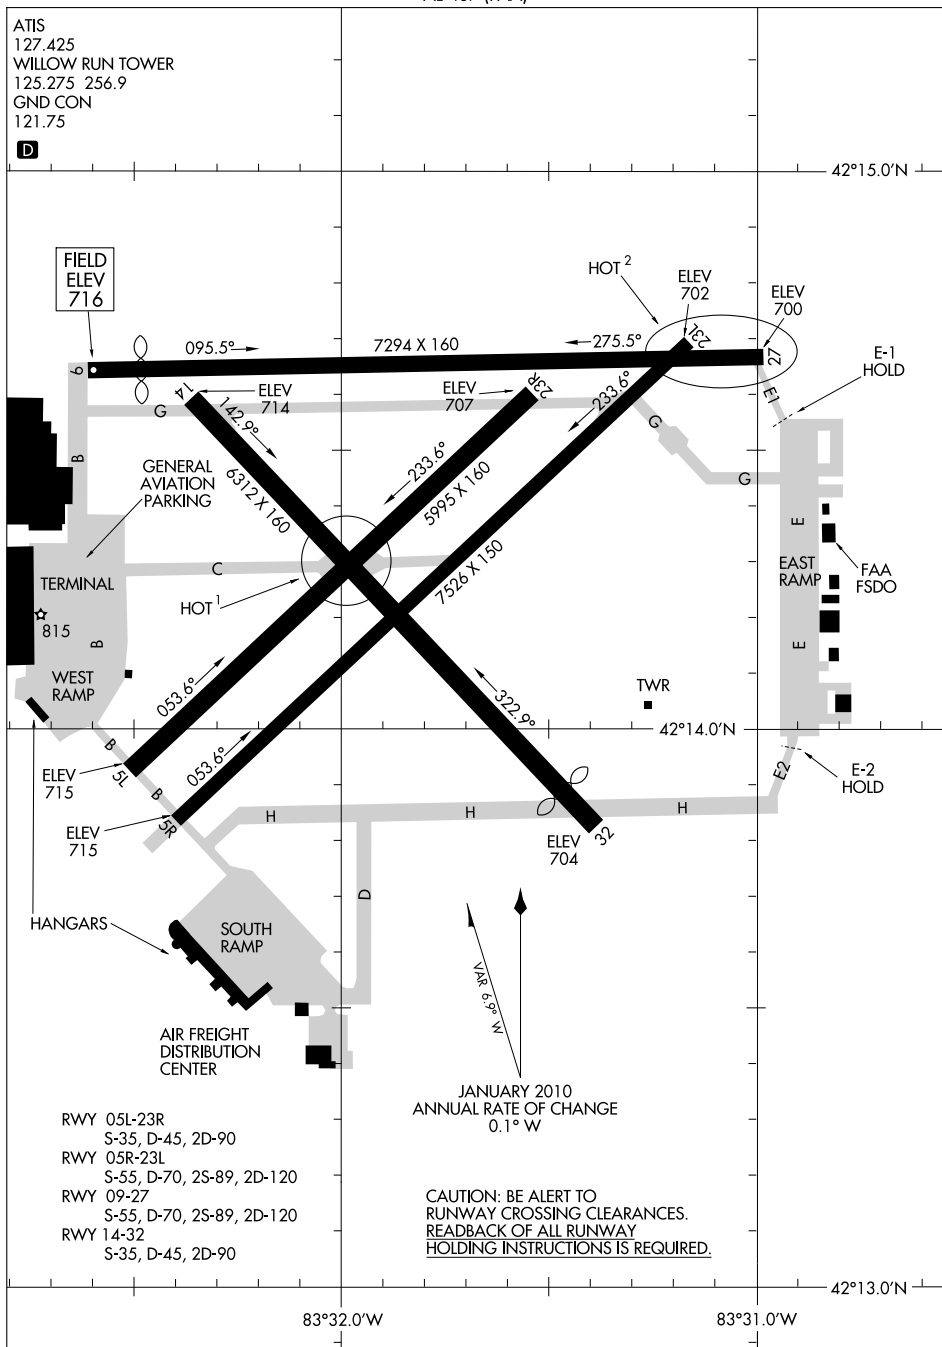 ATIS
127.425
WILLOW RUN TOWER
125.275 256.9
GND CON
121.75
D
42°15.0'N
FIELD
ELEV
716
HOT 2
ELEV
702
ELEV
700
095.5°
7294 X 160
275.5°
23L
27
9
E-1
HOLD
14
ELEV
714
ELEV
707
23R
233.6°
E1
G
142.9°
G
B
GENERAL
AVIATION
PARKING
6312 X 160
233.6°
5995 X 160
G
E
C
7526 X 150
EAST
RAMP
FAA
FSDO
TERMINAL
HOT 1
815
B
E
WEST
RAMP
053.6°
322.9°
TWR
42°14.0'N
B
053.6°
ELEV
715
5L
B
E2
E-2
HOLD
ELEV
715
5R
H
H
H
ELEV
704
32
D
HANGARS
SOUTH
RAMP
VAR 6.9° W
AIR FREIGHT
DISTRIBUTION
CENTER
JANUARY 2010
ANNUAL RATE OF CHANGE
0.1° W
RWY 05L-23R
S-35, D-45, 2D-90
RWY 05R-23L
S-55, D-70, 2S-89, 2D-120
RWY 09-27
S-55, D-70, 2S-89, 2D-120
RWY 14-32
S-35, D-45, 2D-90
CAUTION: BE ALERT TO
RUNWAY CROSSING CLEARANCES.
READBACK OF ALL RUNWAY
HOLDING INSTRUCTIONS IS REQUIRED.
42°13.0'N
83°32.0'W
83°31.0'W